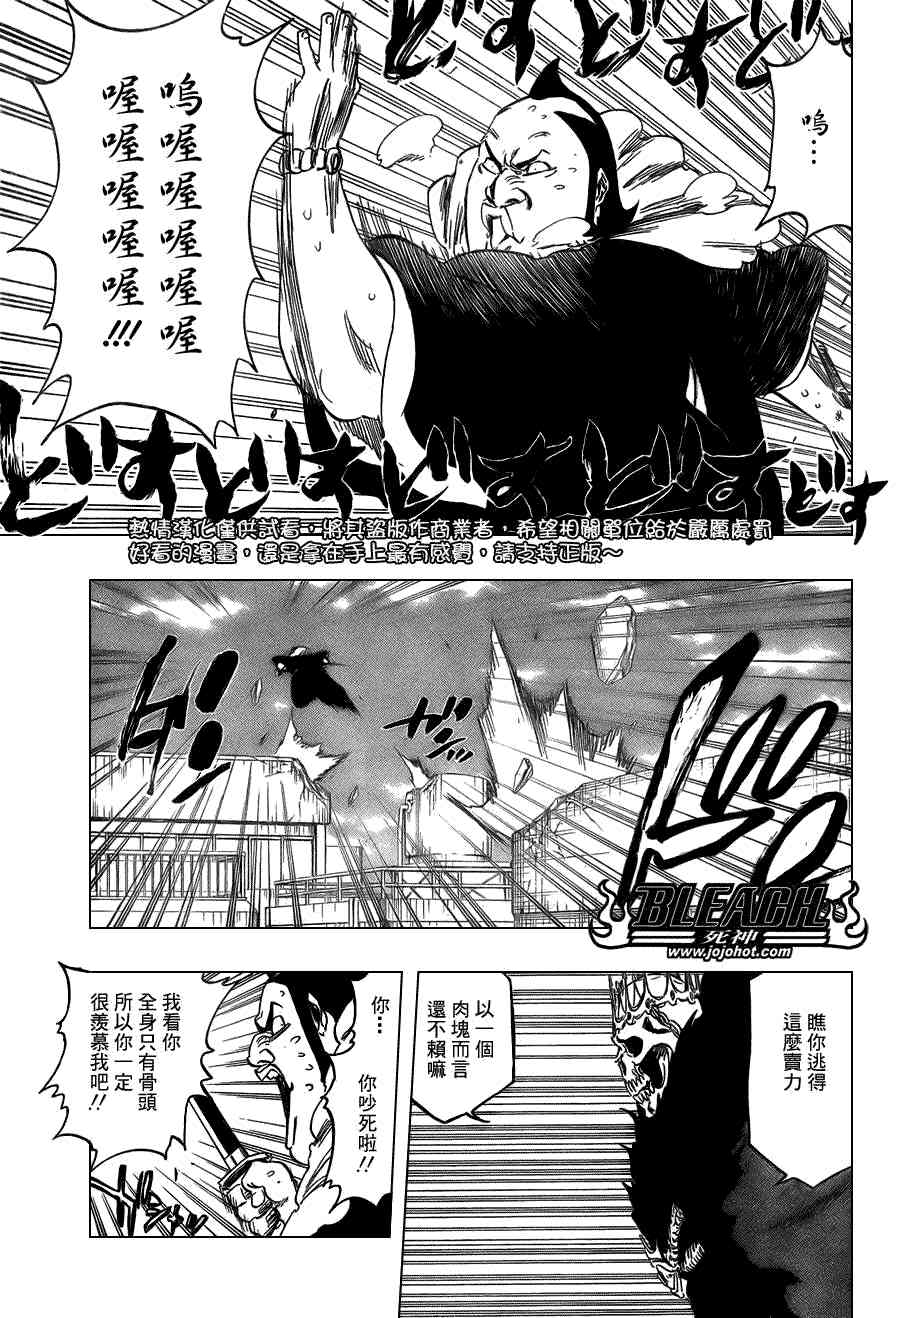 嗚…
嗚喔喔喔喔
喔喔喔喔喔!!!
どすどすどす
どすどすどすどすどす
熱情漢化僅供試看，將其盜版作商業者，希望相關單位給於嚴厲處罰
好看的漫畫，還是拿在手上最有感覺，請支持正版～
ガシッ
BLEACH
死神
www.jojohot.com
瞧你逃得
這麼賣力
以一個
肉塊而言
還不賴嘛
你…
你吵死啦!!
我看你
全身只有骨頭
所以你一定
很羨慕我吧!!